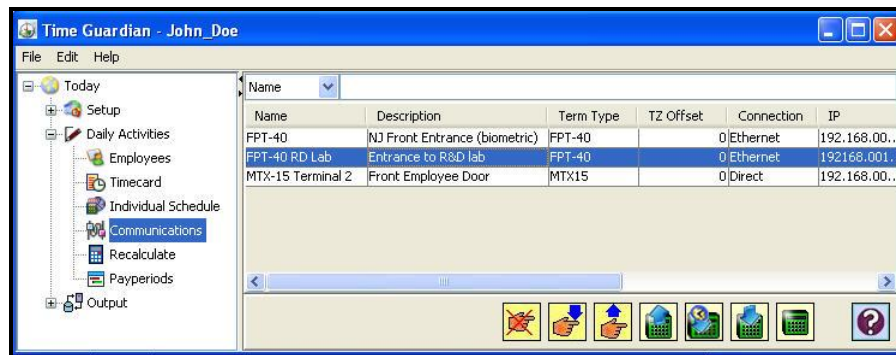 Time Guardian - John_Doe
File Edit Help
Today
Setup
Daily Activities
Employees
Timecard
Individual Schedule
Communications
Recalculate
Payperiods
Output
Name
Name Description Term Type TZ Offset Connection IP
FPT-40 NJ Front Entrance (biometric) FPT-40 0 Ethernet 192.168.00..
FPT-40 RD Lab Entrance to R&D lab FPT-40 0 Ethernet 192168.001.
MTX-15 Terminal 2 Front Employee Door MTX15 0 Direct 192.168.00..